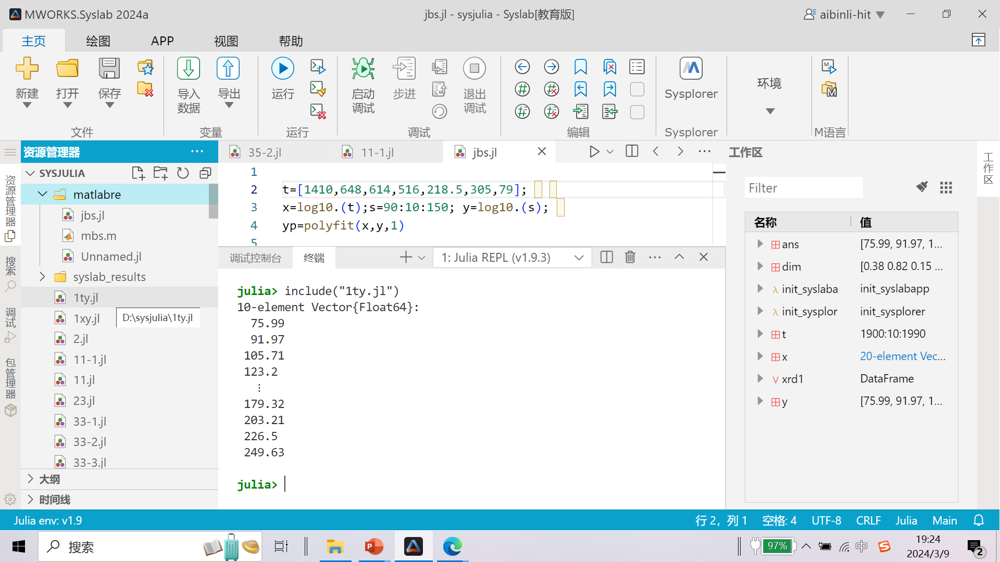 MWORKS.Syslab 2024a
jbs.jl - sysjulia - Syslab[教育版]
aibinli-hit
主页
绘图
APP
视图
帮助
新建
打开
保存
导入
数据
导出
运行
启动
调试
步进
退出
调试
Sysplorer
环境
文件
变量
运行
调试
编辑
Sysplorer
M语言
资源管理器
搜索
调试
包管理器
资源管理器
SYSJULIA
matlabre
jbs.jl
mbs.m
Unnamed.jl
syslab_results
1ty.jl
1xy.jl
D:\sysjulia\1ty.jl
2.jl
11-1.jl
11.jl
23.jl
33-1.jl
33-2.jl
33-3.jl
大纲
时间线
35-2.jl
11-1.jl
jbs.jl
1
2 t=[1410,648,614,516,218.5,305,79];
3 x=log10.(t);s=90:10:150; y=log10.(s);
4 yp=polyfit(x,y,1)
5
调试控制台
终端
1: Julia REPL (v1.9.3)
julia> include("1ty.jl")
10-element Vector{Float64}:
75.99
91.97
105.71
123.2
⋮
179.32
203.21
226.5
249.63
julia>
工作区
工作区
Filter
名称 值
ans [75.99, 91.97, 1...
dim [0.38 0.82 0.15 ...
λ init_syslaba init_syslabapp
λ init_sysplor init_sysplorer
t 1900:10:1990
x 20-element Vec...
V xrd1 DataFrame
y [75.99, 91.97, 1...
Julia env: v1.9
行 2，列 1
空格: 4
UTF-8
CRLF
Julia
Main
搜索
97%
中
19:24
2024/3/9
2